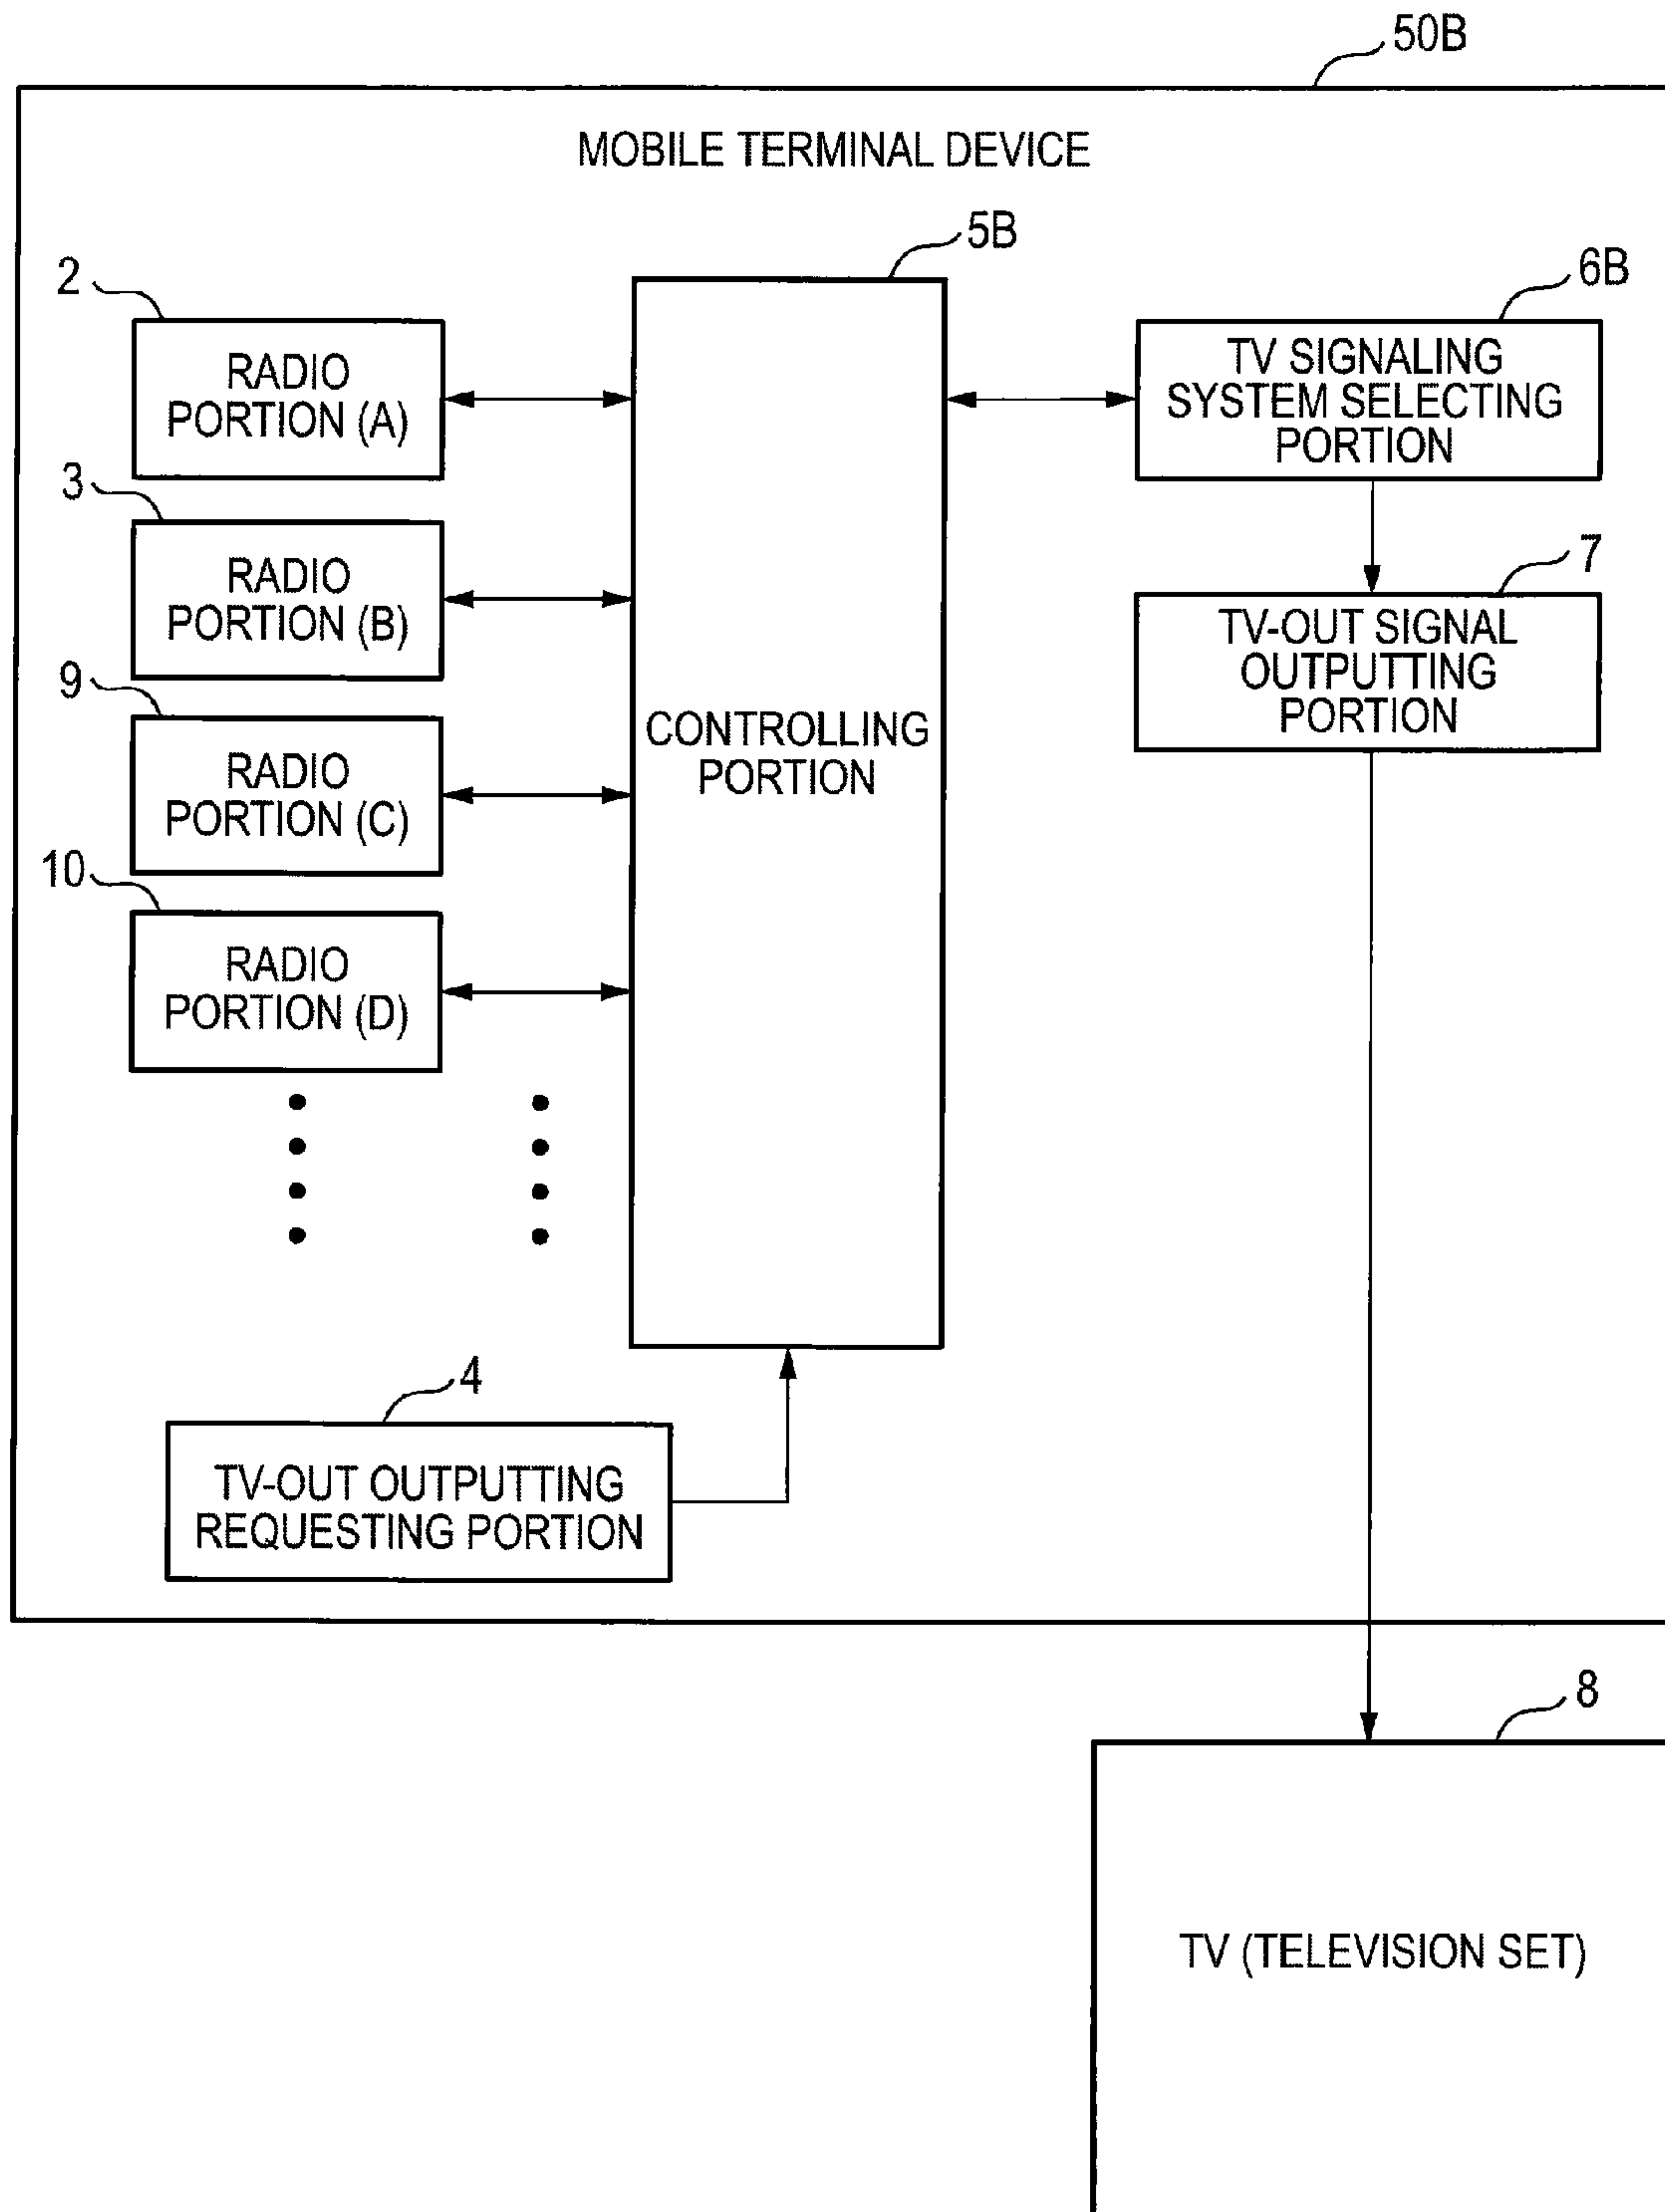 50B
MOBILE TERMINAL DEVICE
5B
2
6B
RADIO
PORTION (A)
TV SIGNALING
SYSTEM SELECTING
PORTION
3
RADIO
PORTION (B)
7
TV-OUT SIGNAL
OUTPUTTING
PORTION
9
RADIO
PORTION (C)
CONTROLLING
PORTION
10
RADIO
PORTION (D)
4
TV-OUT OUTPUTTING
REQUESTING PORTION
8
TV (TELEVISION SET)